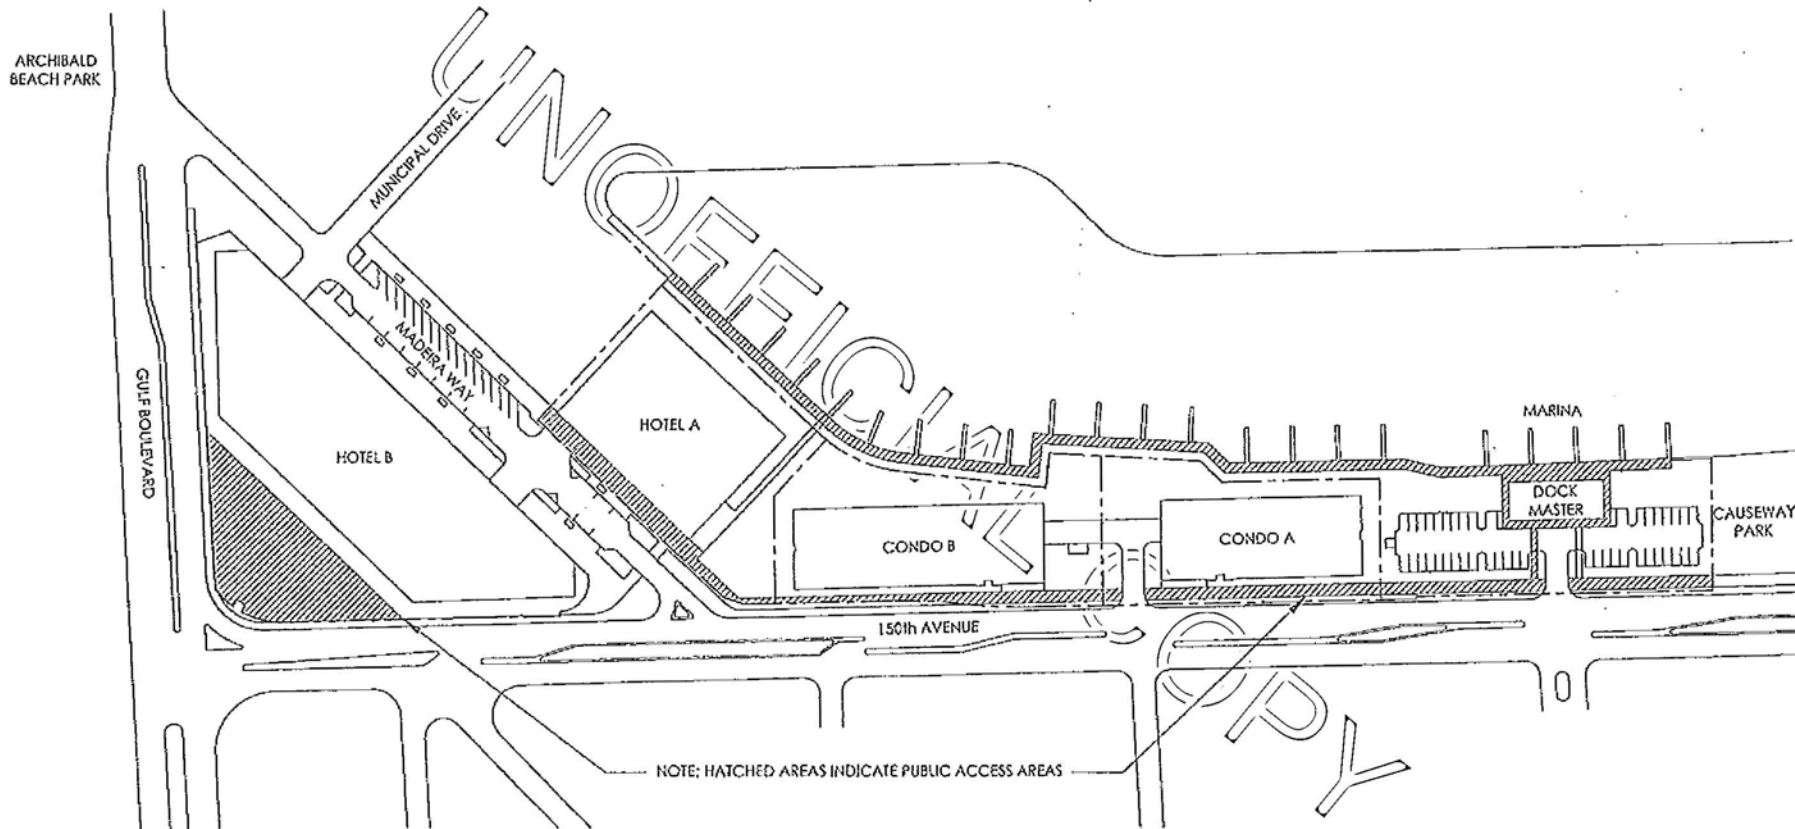 ARCHIBALD
BEACH PARK
MUNICIPAL DRIVE
MADEIRA WAY
GULF BOULEVARD
HOTEL B
HOTEL A
CONDO B
CONDO A
MARINA
DOCK
MASTER
CAUSEWAY
PARK
150th AVENUE
NOTE: HATCHED AREAS INDICATE PUBLIC ACCESS AREAS
UNOFFICIAL COPY